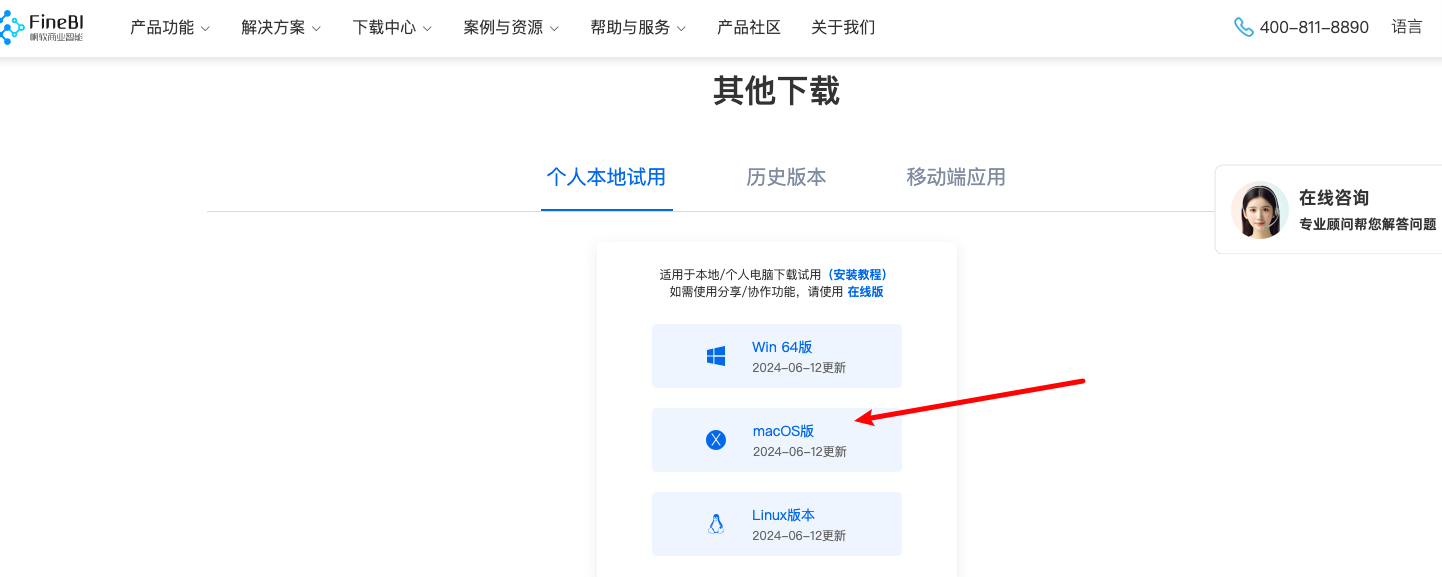 FineBI
帆软商业智能
产品功能
解决方案
下载中心
案例与资源
帮助与服务
产品社区
关于我们
400-811-8890
语言
其他下载
个人本地试用
历史版本
移动端应用
在线咨询
专业顾问帮您解答问题
适用于本地/个人电脑下载试用（安装教程）
如需使用分享/协作功能，请使用 在线版
Win 64版
2024-06-12更新
macOS版
2024-06-12更新
Linux版本
2024-06-12更新